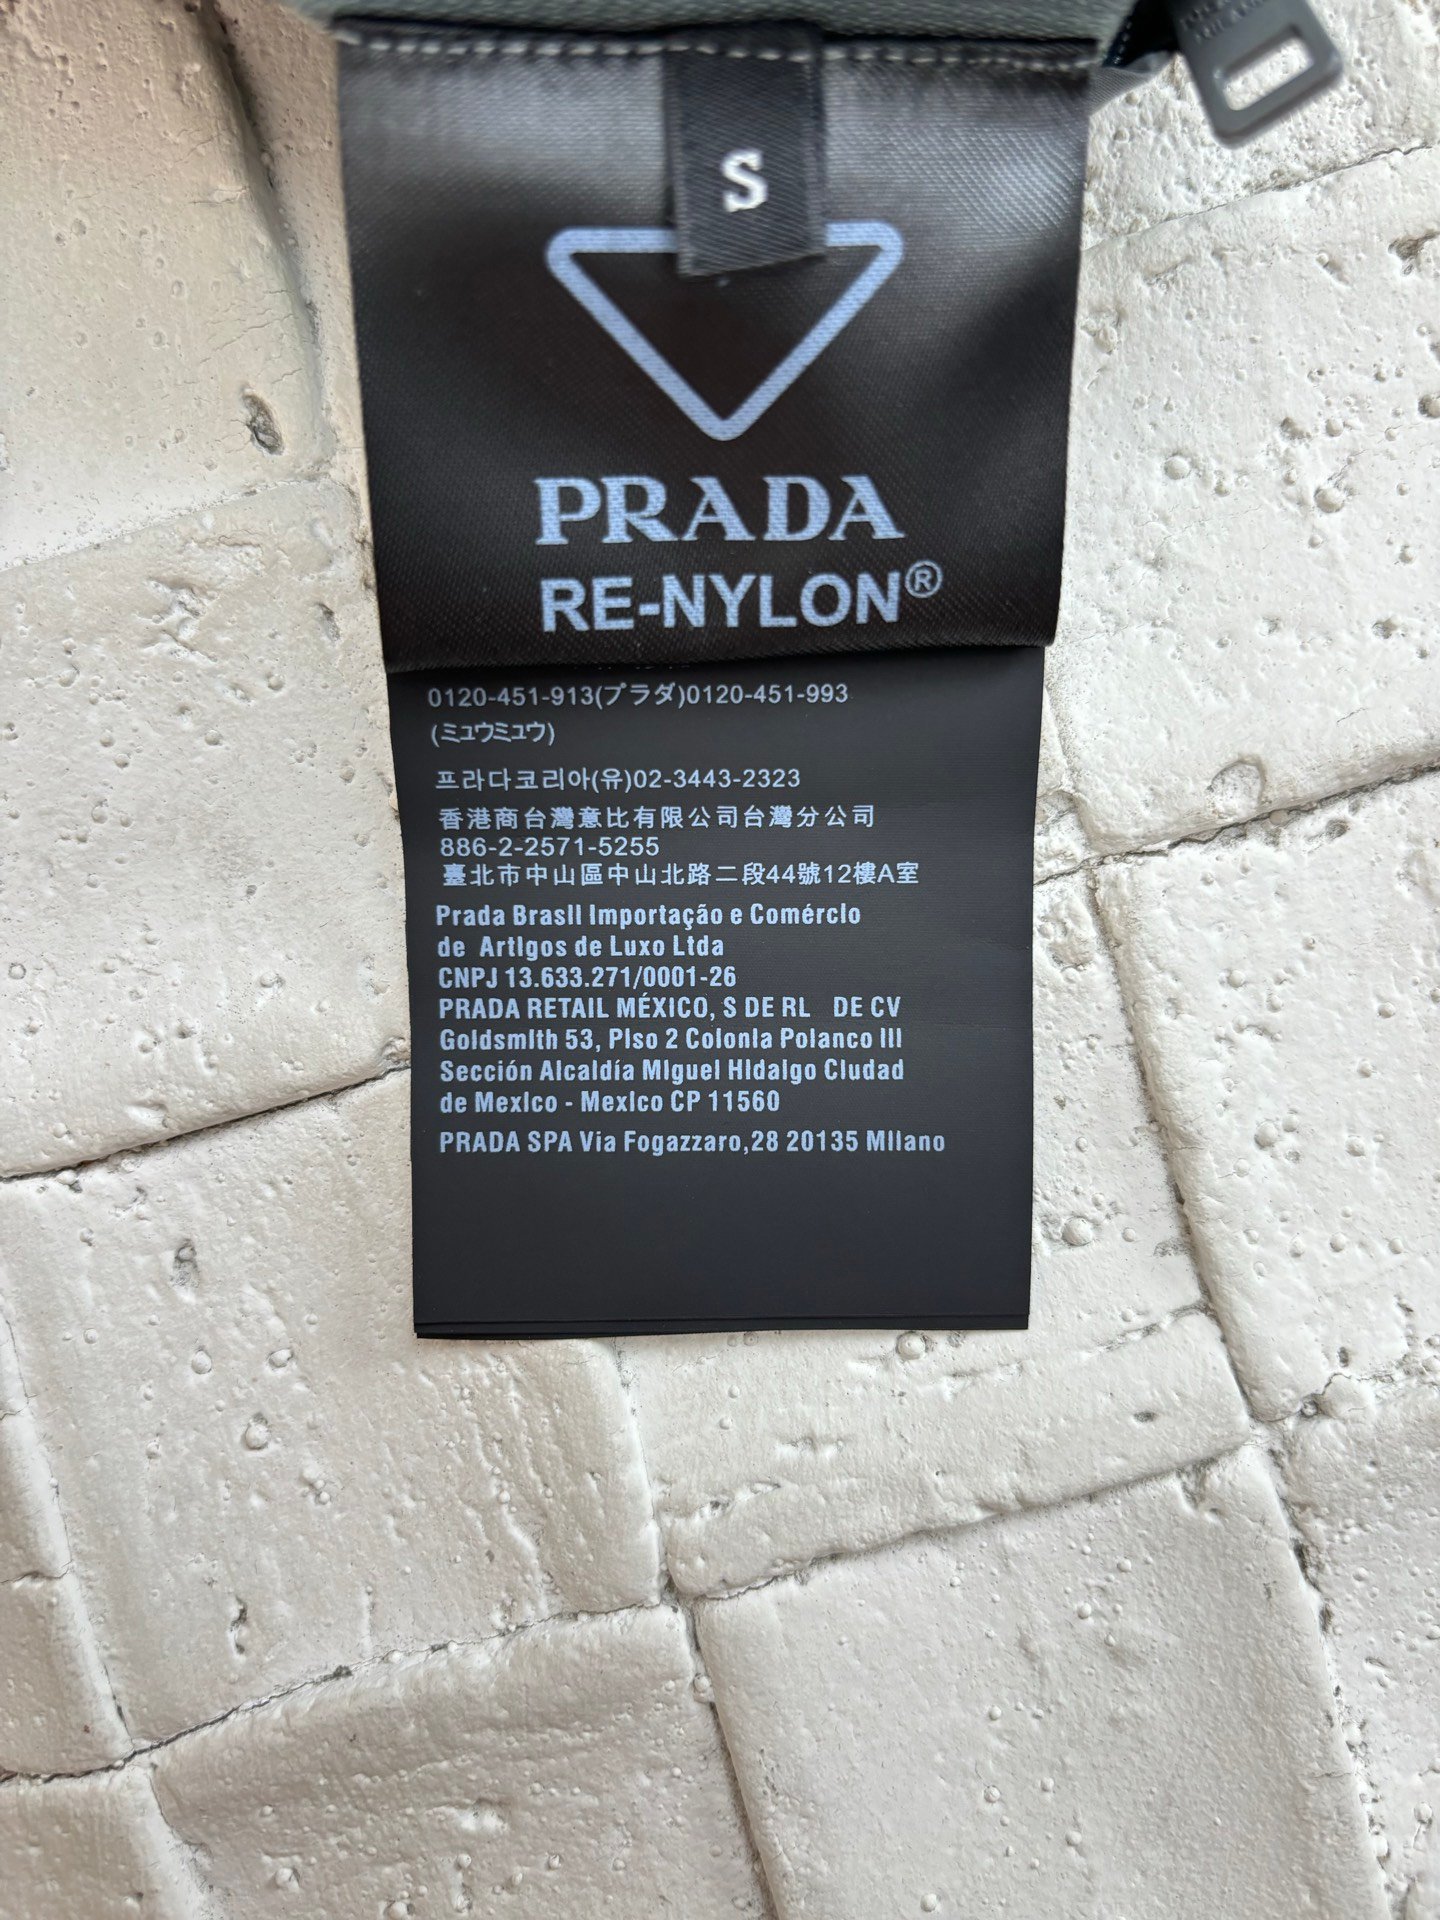 S
PRADA
RE-NYLON®
0120-451-913(プラダ)0120-451-993
(ミュウミュウ)
프라다코리아(유)02-3443-2323
香港商台灣意比有限公司台灣分公司
886-2-2571-5255
臺北市中山區中山北路二段44號12樓A室
Prada Brasil Importação e Comércio
de Artigos de Luxo Ltda
CNPJ 13.633.271/0001-26
PRADA RETAIL MÉXICO, S DE RL DE CV
Goldsmith 53, Piso 2 Colonia Polanco III
Sección Alcaldía Miguel Hidalgo Ciudad
de Mexico - Mexico CP 11560
PRADA SPA Via Fogazzaro,28 20135 Milano